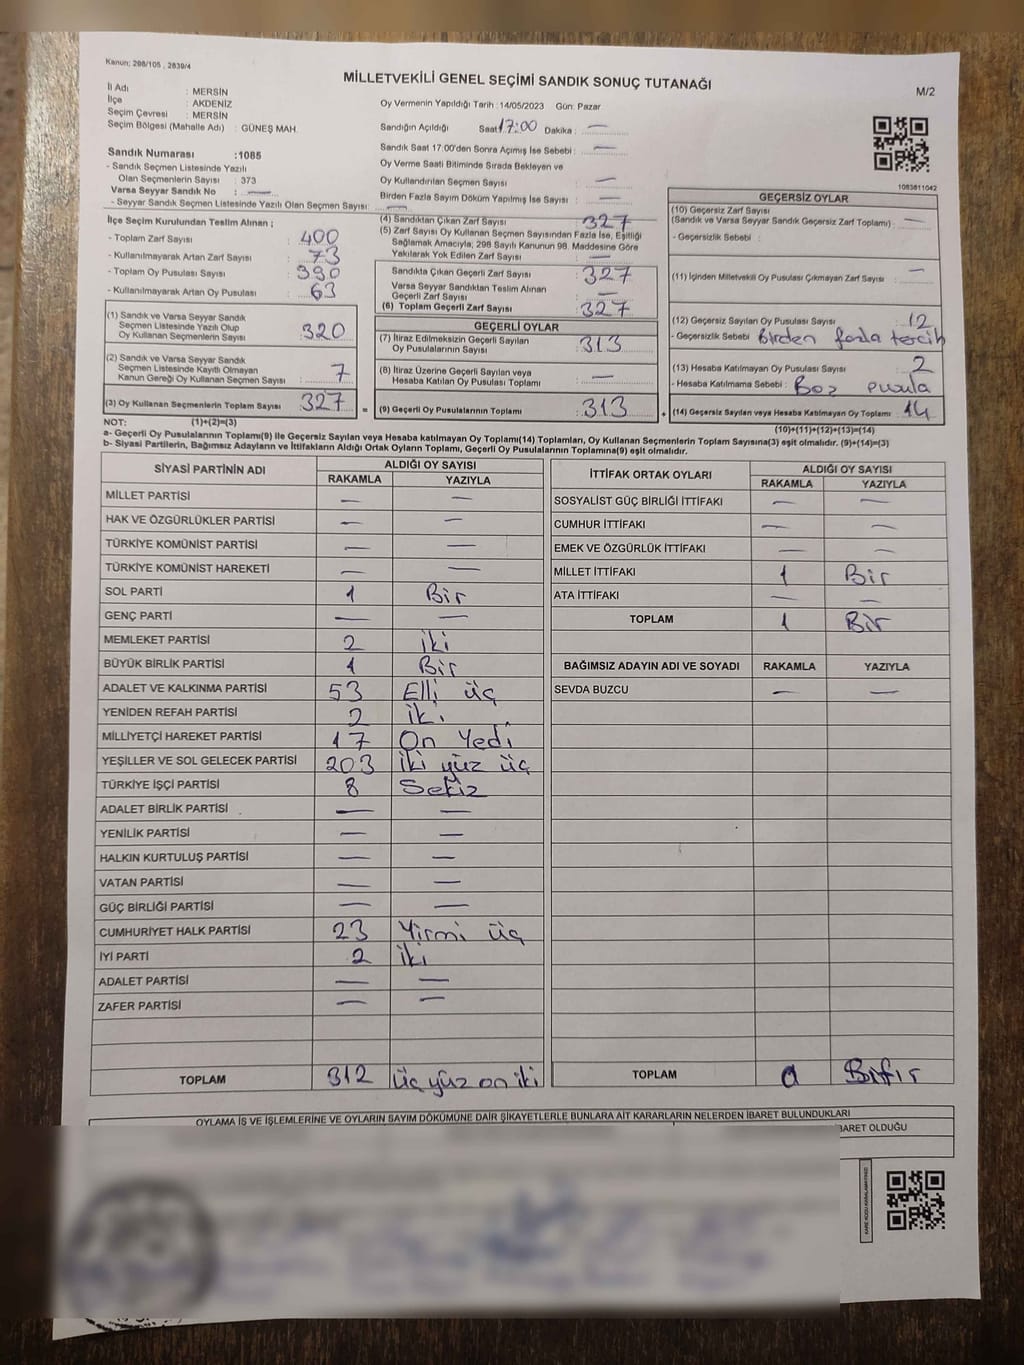 Kanun; 298/105 , 2839/4
MİLLETVEKİLİ GENEL SEÇİMİ SANDIK SONUÇ TUTANAĞI
M/2
İl Adı : MERSİN
İlçe : AKDENİZ
Seçim Çevresi : MERSİN
Seçim Bölgesi (Mahalle Adı) : GÜNEŞ MAH.
Oy Vermenin Yapıldığı Tarih : 14/05/2023 Gün: Pazar
Sandığın Açıldığı Saat 17:00 Dakika : —
Sandık Saat 17:00'den Sonra Açımış İse Sebebi : —
Oy Verme Saati Bitiminde Sırada Bekleyen ve
Oy Kullandırılan Seçmen Sayısı : —
Birden Fazla Sayım Döküm Yapılmış İse Sayısı : —
Sandık Numarası :1085
- Sandık Seçmen Listesinde Yazılı
Olan Seçmenlerin Sayısı : 373
Varsa Seyyar Sandık No : —
- Seyyar Sandık Seçmen Listesinde Yazılı Olan Seçmen Sayısı: —
1083811042
İlçe Seçim Kurulundan Teslim Alınan ;
- Toplam Zarf Sayısı : 400
- Kullanılmayarak Artan Zarf Sayısı : 73
- Toplam Oy Pusulası Sayısı : 390
- Kullanılmayarak Artan Oy Pusulası : 63
(1) Sandık ve Varsa Seyyar Sandık
Seçmen Listesinde Yazılı Olup
Oy Kullanan Seçmenlerin Sayısı : 320
(2) Sandık ve Varsa Seyyar Sandık
Seçmen Listesinde Kayıtlı Olmayan
Kanun Gereği Oy Kullanan Seçmen Sayısı : 7
(3) Oy Kullanan Seçmenlerin Toplam Sayısı : 327
(4) Sandıktan Çıkan Zarf Sayısı : 327
(5) Zarf Sayısı Oy Kullanan Seçmen Sayısından Fazla İse, Eşitliği
Sağlamak Amacıyla; 298 Sayılı Kanunun 98. Maddesine Göre
Yakılarak Yok Edilen Zarf Sayısı : —
Sandıkta Çıkan Geçerli Zarf Sayısı : 327
Varsa Seyyar Sandıktan Teslim Alınan
Geçerli Zarf Sayısı : —
(6) Toplam Geçerli Zarf Sayısı : 327
GEÇERLİ OYLAR
(7) İtiraz Edilmeksizin Geçerli Sayılan
Oy Pusulalarının Sayısı : 313
(8) İtiraz Üzerine Geçerli Sayılan veya
Hesaba Katılan Oy Pusulası Toplamı : —
= (9) Geçerli Oy Pusulalarının Toplamı : 313
GEÇERSİZ OYLAR
(10) Geçersiz Zarf Sayısı
(Sandık ve Varsa Seyyar Sandık Geçersiz Zarf Toplamı) : —
- Geçersizlik Sebebi :
(11) İçinden Milletvekili Oy Pusulası Çıkmayan Zarf Sayısı : —
(12) Geçersiz Sayılan Oy Pusulası Sayısı : 12
- Geçersizlik Sebebi : Birden fazla tercih
(13) Hesaba Katılmayan Oy Pusulası Sayısı : 2
- Hesaba Katılmama Sebebi : Boş pusula
+ (14) Geçersiz Sayılan veya Hesaba Katılmayan Oy Toplamı : 14
NOT: (1)+(2)=(3)
(10)+(11)+(12)+(13)=(14)
a- Geçerli Oy Pusulalarının Toplamı(9) ile Geçersiz Sayılan veya Hesaba katılmayan Oy Toplamı(14) Toplamları, Oy Kullanan Seçmenlerin Toplam Sayısına(3) eşit olmalıdır. (9)+(14)=(3)
b- Siyasi Partilerin, Bağımsız Adayların ve İttifakların Aldığı Ortak Oyların Toplamı, Geçerli Oy Pusulalarının Toplamına(9) eşit olmalıdır.
SİYASİ PARTİNİN ADI ALDIĞI OY SAYISI
RAKAMLA YAZIYLA
MİLLET PARTİSİ — —
HAK VE ÖZGÜRLÜKLER PARTİSİ — —
TÜRKİYE KOMÜNİST PARTİSİ — —
TÜRKİYE KOMÜNİST HAREKETİ — —
SOL PARTİ 1 Bir
GENÇ PARTİ — —
MEMLEKET PARTİSİ 2 iki
BÜYÜK BİRLİK PARTİSİ 1 Bir
ADALET VE KALKINMA PARTİSİ 53 Elli üç
YENİDEN REFAH PARTİSİ 2 iki
MİLLİYETÇİ HAREKET PARTİSİ 17 On Yedi
YEŞİLLER VE SOL GELECEK PARTİSİ 203 iki yüz üç
TÜRKİYE İŞÇİ PARTİSİ 8 Sekiz
ADALET BİRLİK PARTİSİ — —
YENİLİK PARTİSİ — —
HALKIN KURTULUŞ PARTİSİ — —
VATAN PARTİSİ — —
GÜÇ BİRLİĞİ PARTİSİ — —
CUMHURİYET HALK PARTİSİ 23 Yirmi üç
İYİ PARTİ 2 iki
ADALET PARTİSİ — —
ZAFER PARTİSİ — —
TOPLAM 312 üç yüz on iki
İTTİFAK ORTAK OYLARI ALDIĞI OY SAYISI
RAKAMLA YAZIYLA
SOSYALİST GÜÇ BİRLİĞİ İTTİFAKI — —
CUMHUR İTTİFAKI — —
EMEK VE ÖZGÜRLÜK İTTİFAKI — —
MİLLET İTTİFAKI 1 Bir
ATA İTTİFAKI — —
TOPLAM 1 Bir
BAĞIMSIZ ADAYIN ADI VE SOYADI RAKAMLA YAZIYLA
SEVDA BUZCU — —
TOPLAM 0
OYLAMA İŞ VE İŞLEMLERİNE VE OYLARIN SAYIM DÖKÜMÜNE DAİR ŞİKAYETLERLE BUNLARA AİT KARARLARIN NELERDEN İBARET BULUNDUKLARI
BARET OLDUĞU